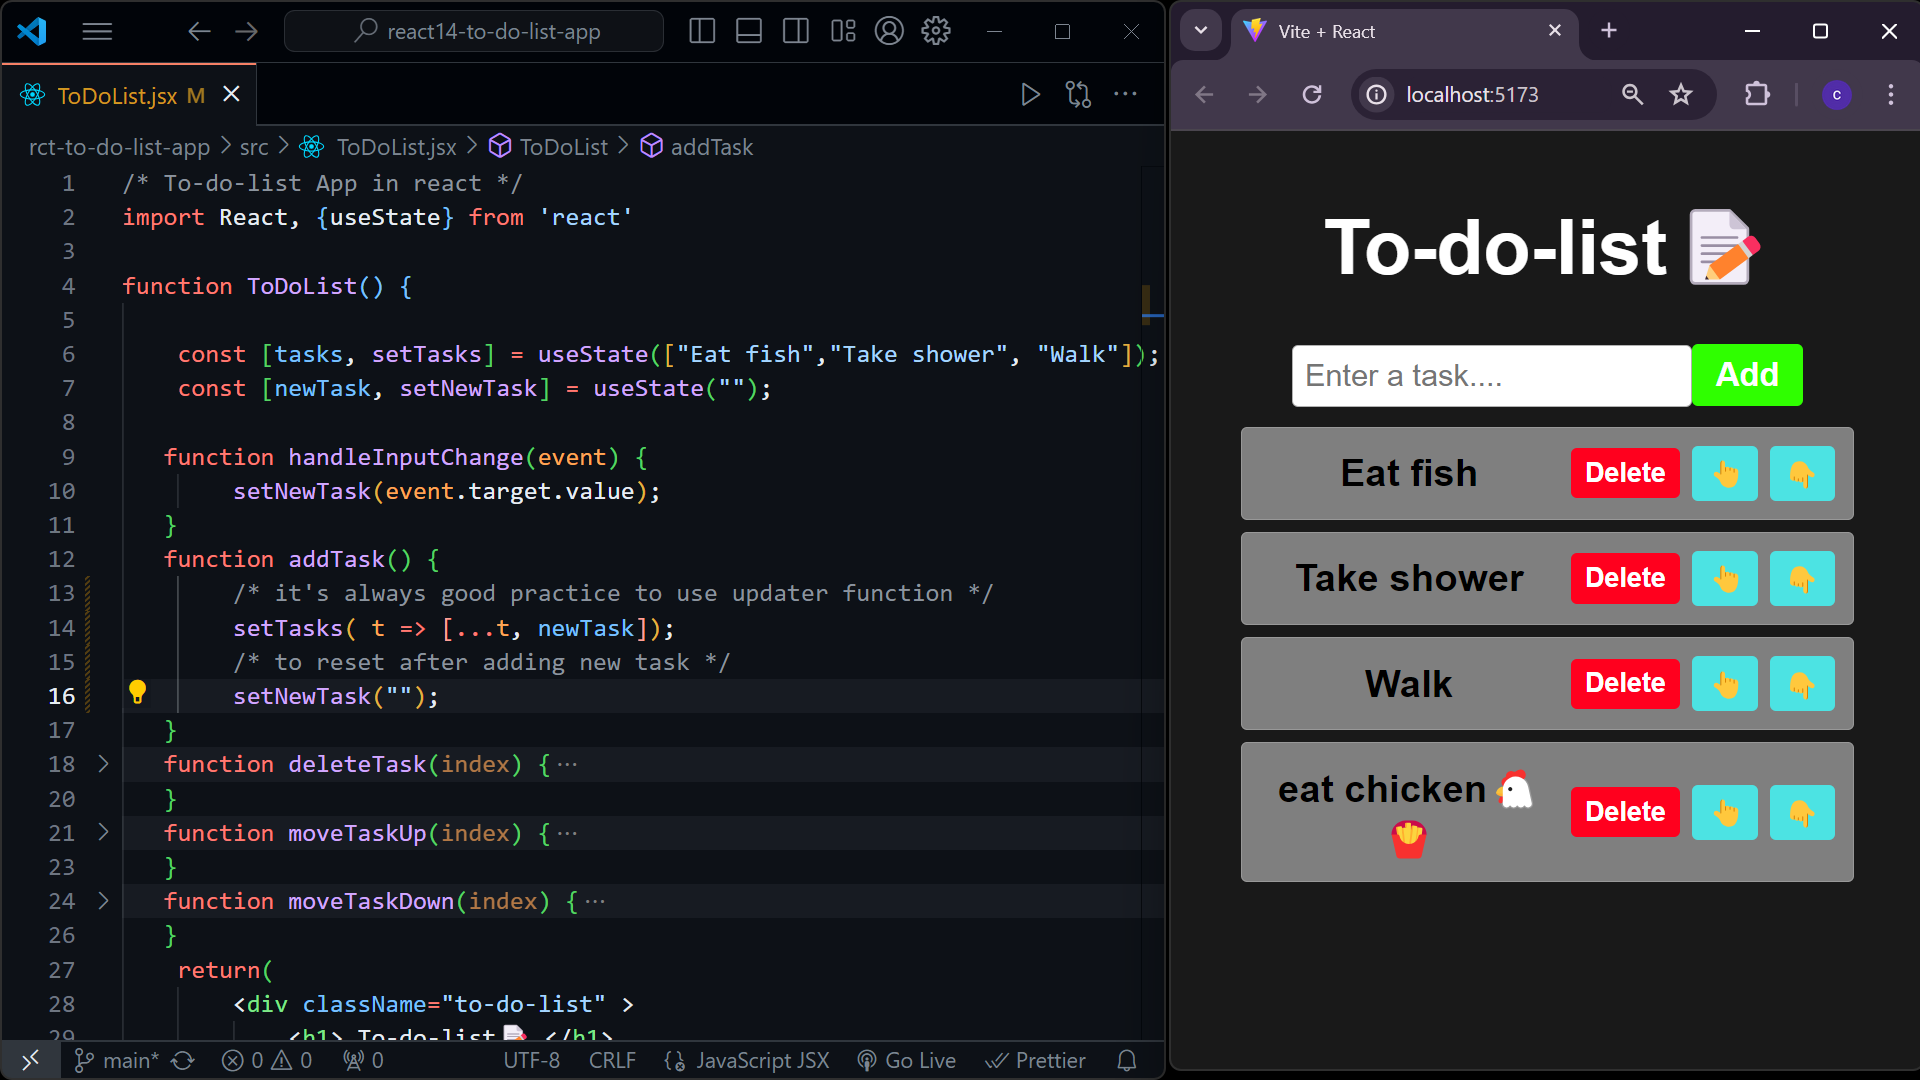 react14-to-do-list-app
ToDoList.jsx M
rct-to-do-list-app > src > ToDoList.jsx > ToDoList > addTask
1 /* To-do-list App in react */
2 import React, {useState} from 'react'
3
4 function ToDoList() {
5
6 const [tasks, setTasks] = useState(["Eat fish","Take shower", "Walk"]);
7 const [newTask, setNewTask] = useState("");
8
9 function handleInputChange(event) {
10 setNewTask(event.target.value);
11 }
12 function addTask() {
13 /* it's always good practice to use updater function */
14 setTasks( t => [...t, newTask]);
15 /* to reset after adding new task */
16 setNewTask("");
17 }
18 function deleteTask(index) {···
20 }
21 function moveTaskUp(index) {···
23 }
24 function moveTaskDown(index) {···
26 }
27 return(
28 <div className="to-do-list" >
29 <h1> To-do-list📝 </h1>
main* 0 0 0 UTF-8 CRLF JavaScript JSX Go Live Prettier
Vite + React
localhost:5173
c
To-do-list 📝
Enter a task.... Add
Eat fish Delete 👆 👇
Take shower Delete 👆 👇
Walk Delete 👆 👇
eat chicken🐔
🍟 Delete 👆 👇